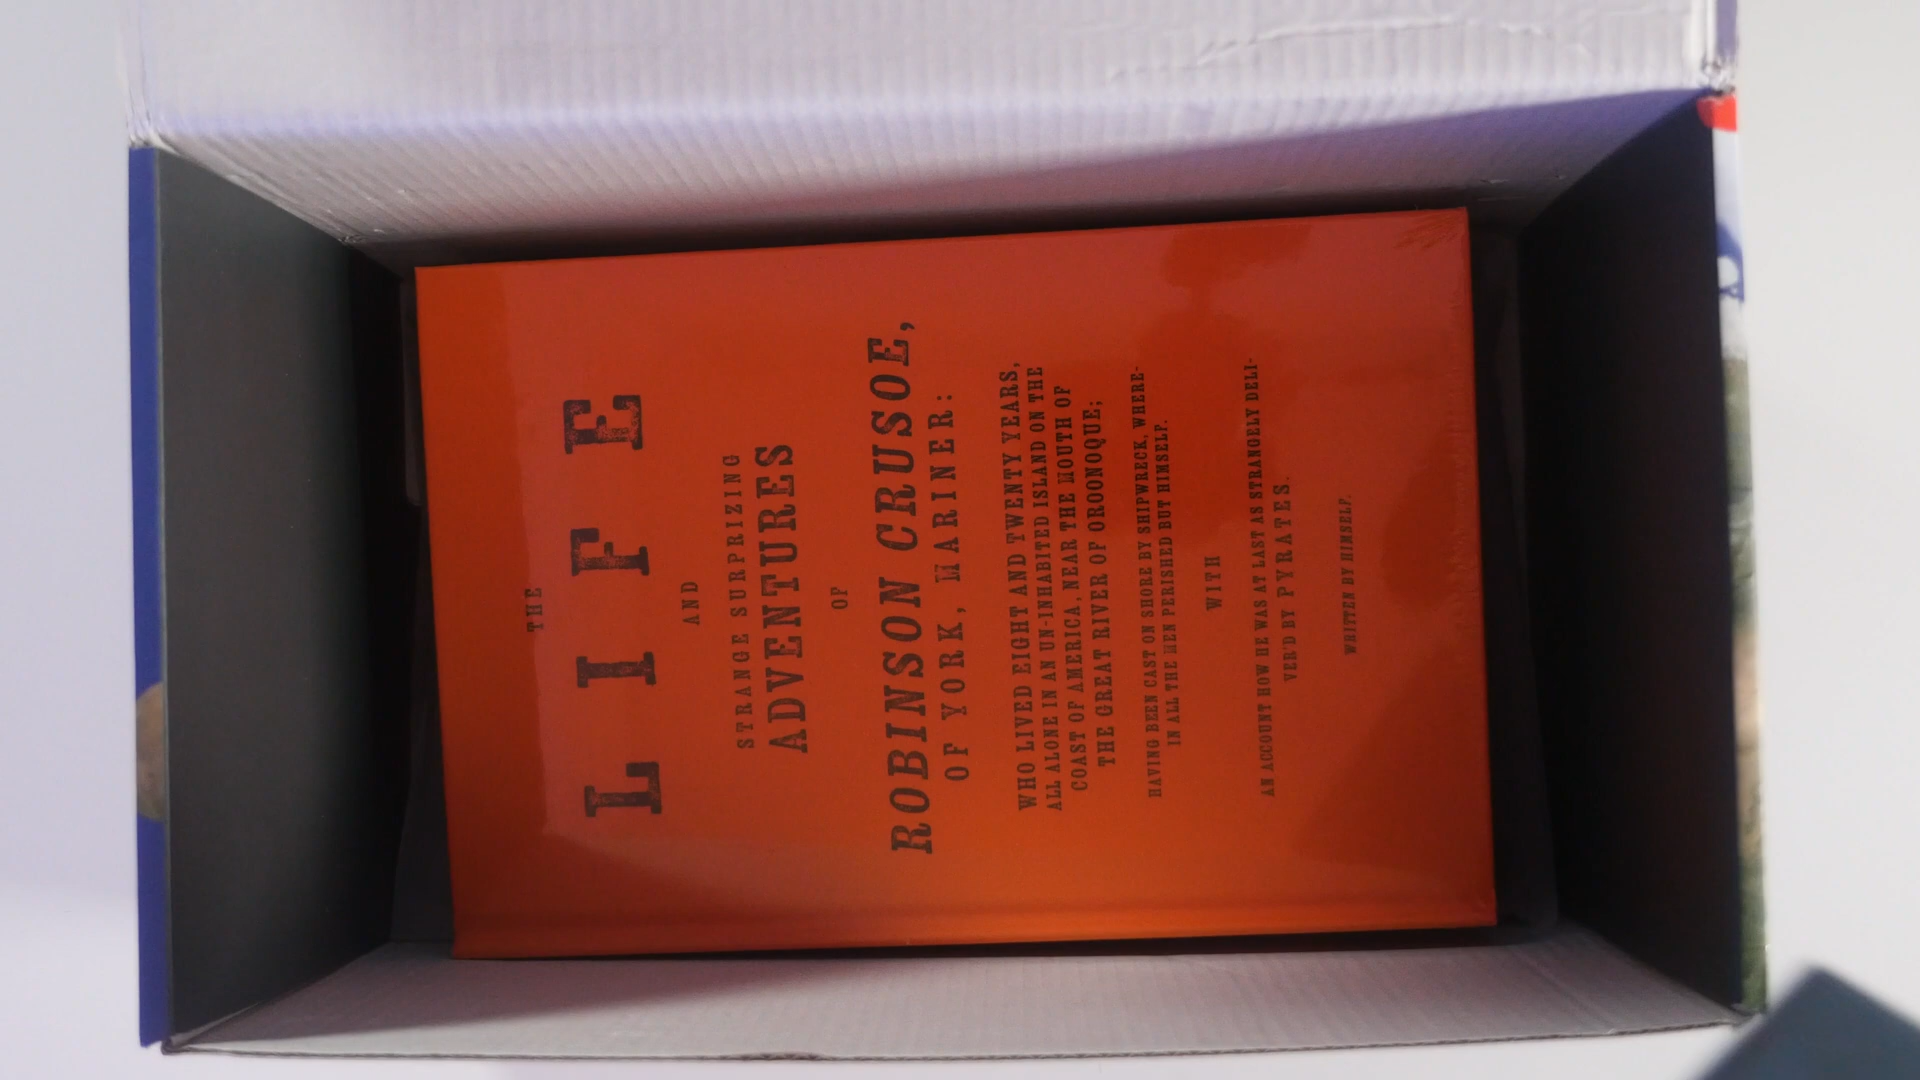 THE
LIFE
AND
STRANGE SURPRIZING
ADVENTURES
OF
ROBINSON CRUSOE,
OF YORK, MARINER:
WHO LIVED EIGHT AND TWENTY YEARS,
ALL ALONE IN AN UN-INHABITED ISLAND ON THE
COAST OF AMERICA, NEAR THE MOUTH OF
THE GREAT RIVER OF OROONOQUE;
HAVING BEEN CAST ON SHORE BY SHIPWRECK, WHERE-
IN ALL THE MEN PERISHED BUT HIMSELF.
WITH
AN ACCOUNT HOW HE WAS AT LAST AS STRANGELY DELI-
VER'D BY PYRATES.
WRITTEN BY HIMSELF.